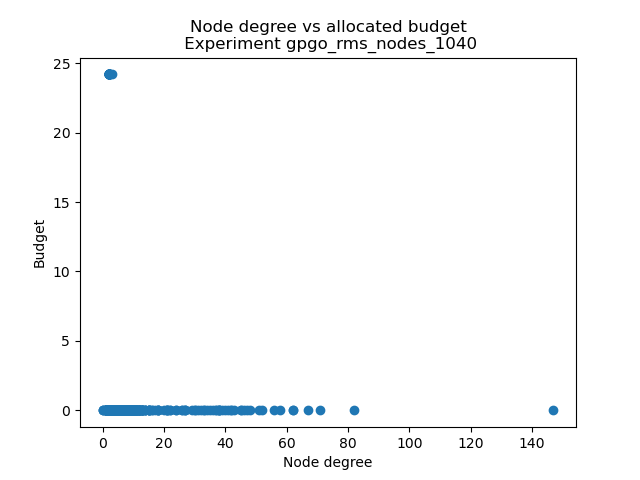 Node degree vs allocated budget
Experiment gpgo_rms_nodes_1040
25
20
15
10
5
0
Budget
0 20 40 60 80 100 120 140
Node degree